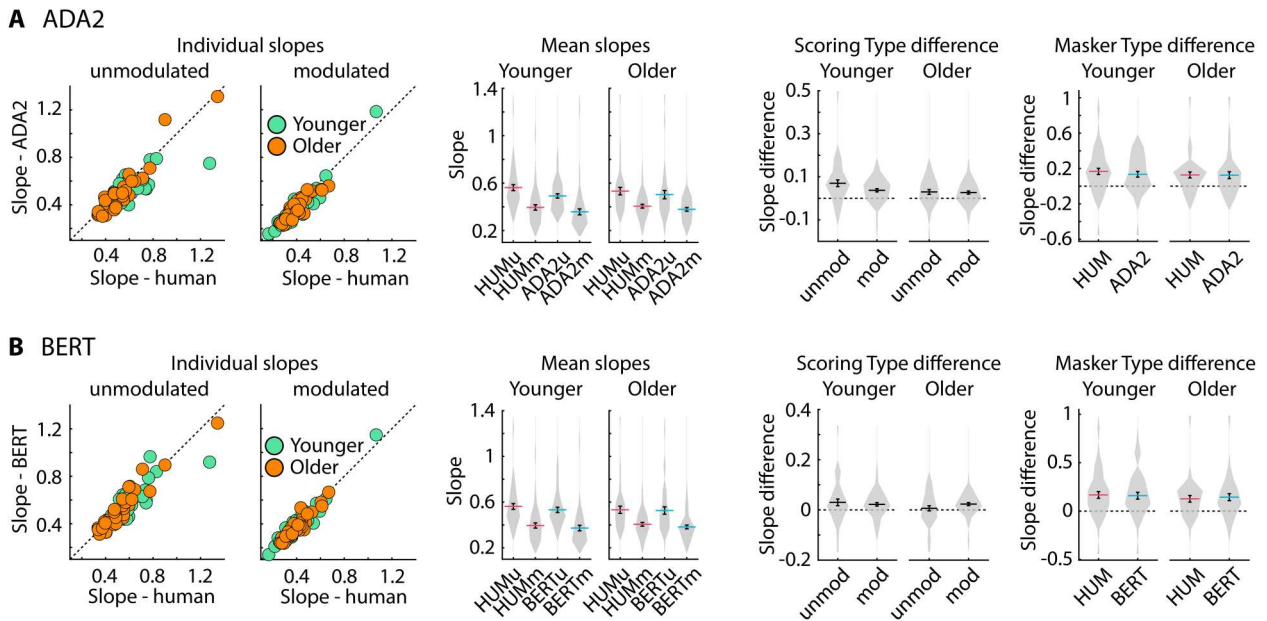 A ADA2
Individual slopes
unmodulated modulated
Slope - ADA2
1.2
0.8
0.4
0.4 0.8 1.2
Slope - human
Younger
Older
0.4 0.8 1.2
Slope - human
Mean slopes
Younger Older
Slope
1.4
1
0.6
0.2
HUMu HUMm ADA2u ADA2m HUMu HUMm ADA2u ADA2m
Scoring Type difference
Younger Older
Slope difference
0.5
0.3
0.1
-0.1
unmod mod unmod mod
Masker Type difference
Younger Older
Slope difference
1
0.6
0.2
-0.2
-0.6
HUM ADA2 HUM ADA2
B BERT
Individual slopes
unmodulated modulated
Slope - BERT
1.2
0.8
0.4
0.4 0.8 1.2
Slope - human
Younger
Older
0.4 0.8 1.2
Slope - human
Mean slopes
Younger Older
Slope
1.4
1
0.6
0.2
HUMu HUMm BERTu BERTm HUMu HUMm BERTu BERTm
Scoring Type difference
Younger Older
Slope difference
0.4
0.2
0
-0.2
unmod mod unmod mod
Masker Type difference
Younger Older
Slope difference
1
0.5
0
-0.5
HUM BERT HUM BERT